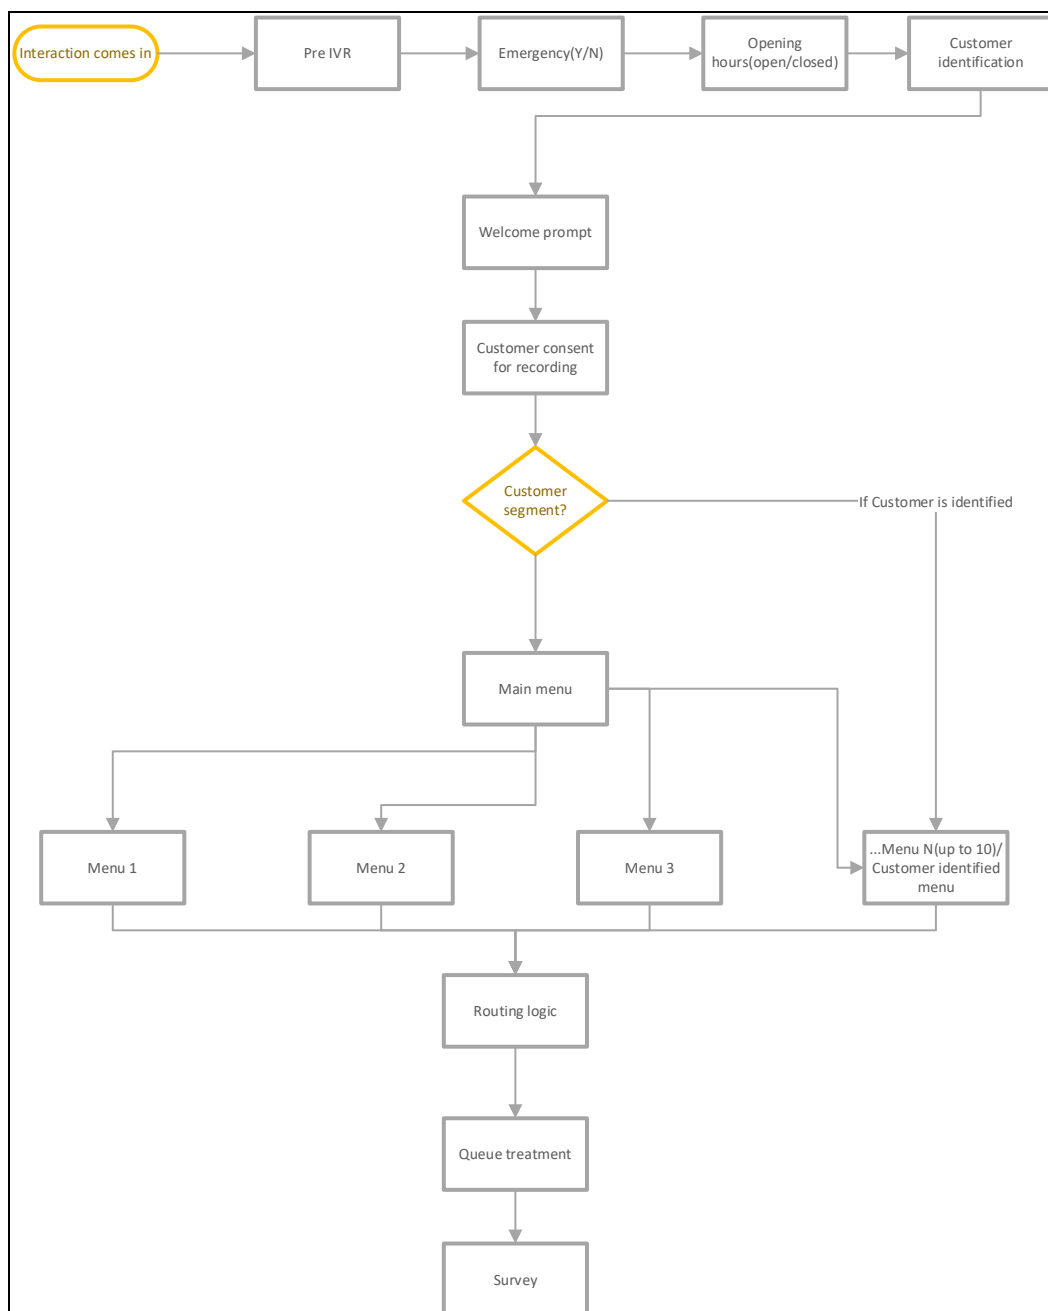 Interaction comes in
Pre IVR
Emergency(Y/N)
Opening
hours(open/closed)
Customer
identification
Welcome prompt
Customer consent
for recording
Customer
segment?
If Customer is identified
Main menu
Menu 1
Menu 2
Menu 3
...Menu N(up to 10)/
Customer identified
menu
Routing logic
Queue treatment
Survey